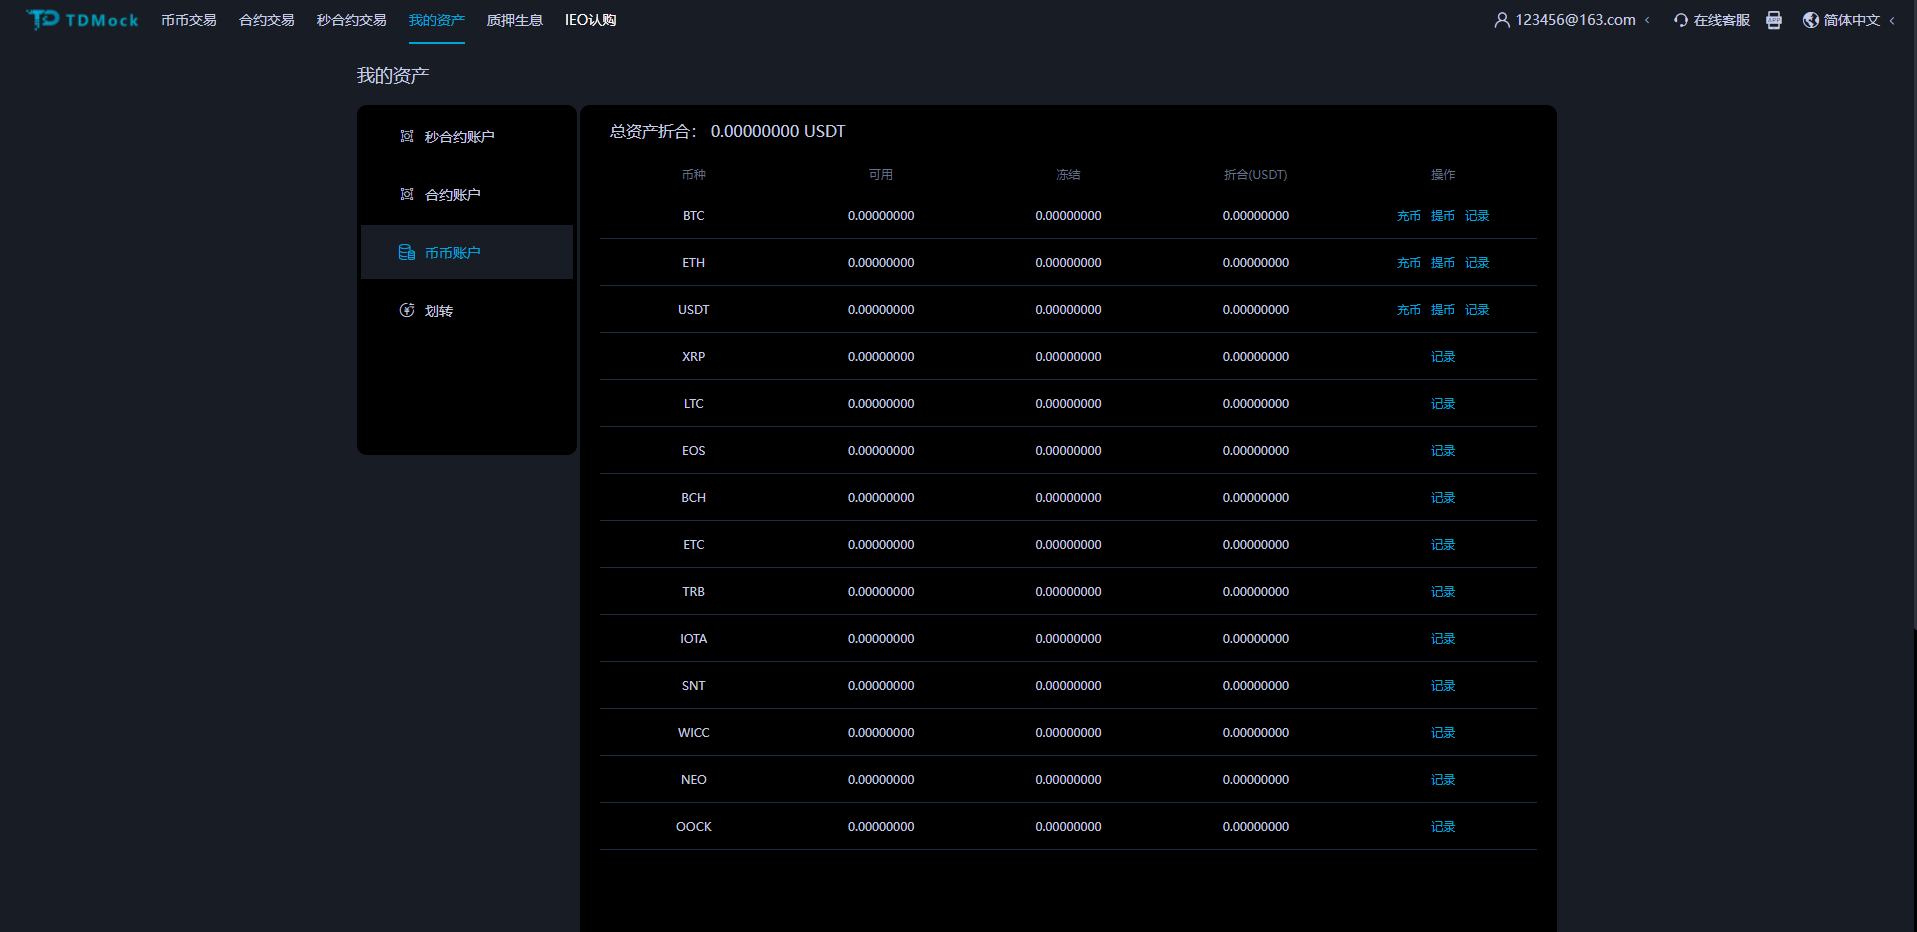 TDMock 币币交易 合约交易 秒合约交易 我的资产 质押生息 IEO认购 123456@163.com 在线客服 APP 简体中文
我的资产
秒合约账户
合约账户
币币账户
划转
总资产折合： 0.00000000 USDT
币种 可用 冻结 折合(USDT) 操作
BTC 0.00000000 0.00000000 0.00000000 充币 提币 记录
ETH 0.00000000 0.00000000 0.00000000 充币 提币 记录
USDT 0.00000000 0.00000000 0.00000000 充币 提币 记录
XRP 0.00000000 0.00000000 0.00000000 记录
LTC 0.00000000 0.00000000 0.00000000 记录
EOS 0.00000000 0.00000000 0.00000000 记录
BCH 0.00000000 0.00000000 0.00000000 记录
ETC 0.00000000 0.00000000 0.00000000 记录
TRB 0.00000000 0.00000000 0.00000000 记录
IOTA 0.00000000 0.00000000 0.00000000 记录
SNT 0.00000000 0.00000000 0.00000000 记录
WICC 0.00000000 0.00000000 0.00000000 记录
NEO 0.00000000 0.00000000 0.00000000 记录
OOCK 0.00000000 0.00000000 0.00000000 记录